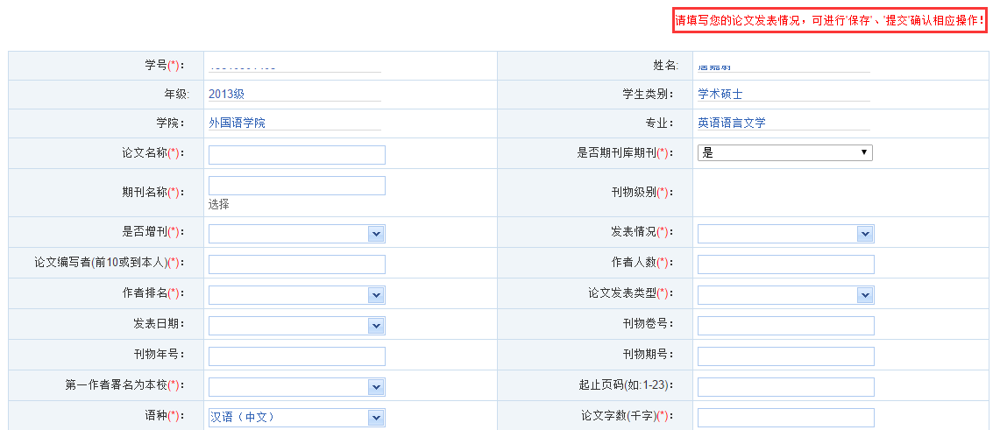 请填写您的论文发表情况，可进行'保存'、'提交'确认相应操作！
学号(*)：
姓名:
年级: 2013级
学生类别： 学术硕士
学院： 外国语学院
专业： 英语语言文学
论文名称(*)：
是否期刊库期刊(*)： 是
期刊名称(*)：
选择
刊物级别(*)：
是否增刊(*)：
发表情况(*)：
论文编写者(前10或到本人)(*)：
作者人数(*)：
作者排名(*)：
论文发表类型(*)：
发表日期：
刊物卷号：
刊物年号：
刊物期号：
第一作者署名为本校(*)：
起止页码(如:1-23)：
语种(*)： 汉语（中文）
论文字数(千字)(*)：